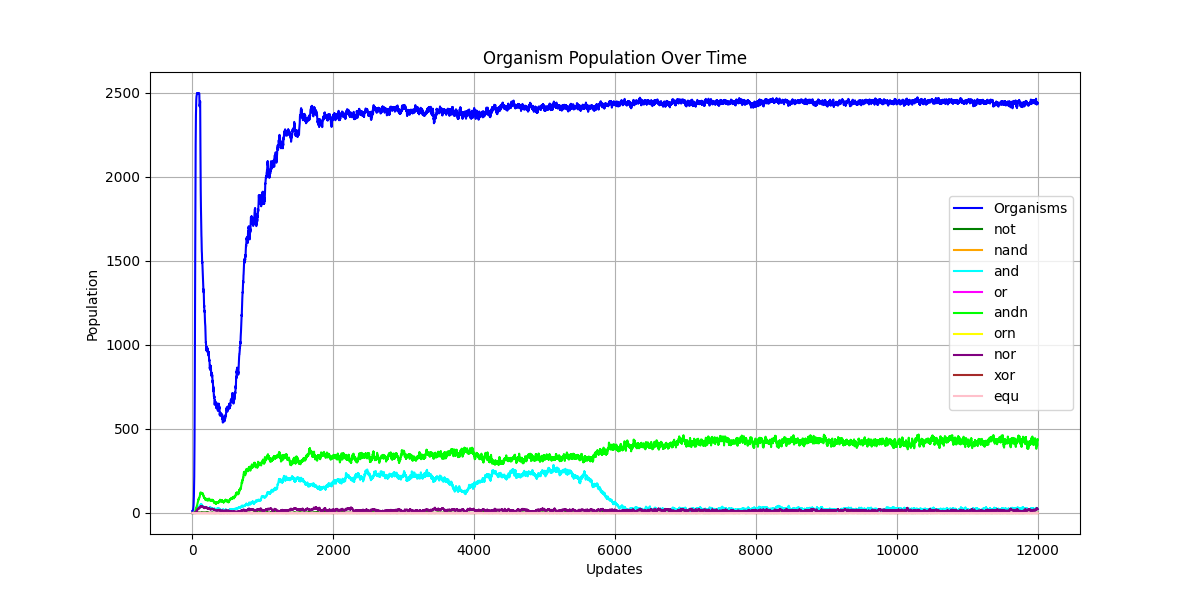 Organism Population Over Time
Population
2500
2000
1500
1000
500
0
0 2000 4000 6000 8000 10000 12000
Updates
Organisms
not
nand
and
or
andn
orn
nor
xor
equ